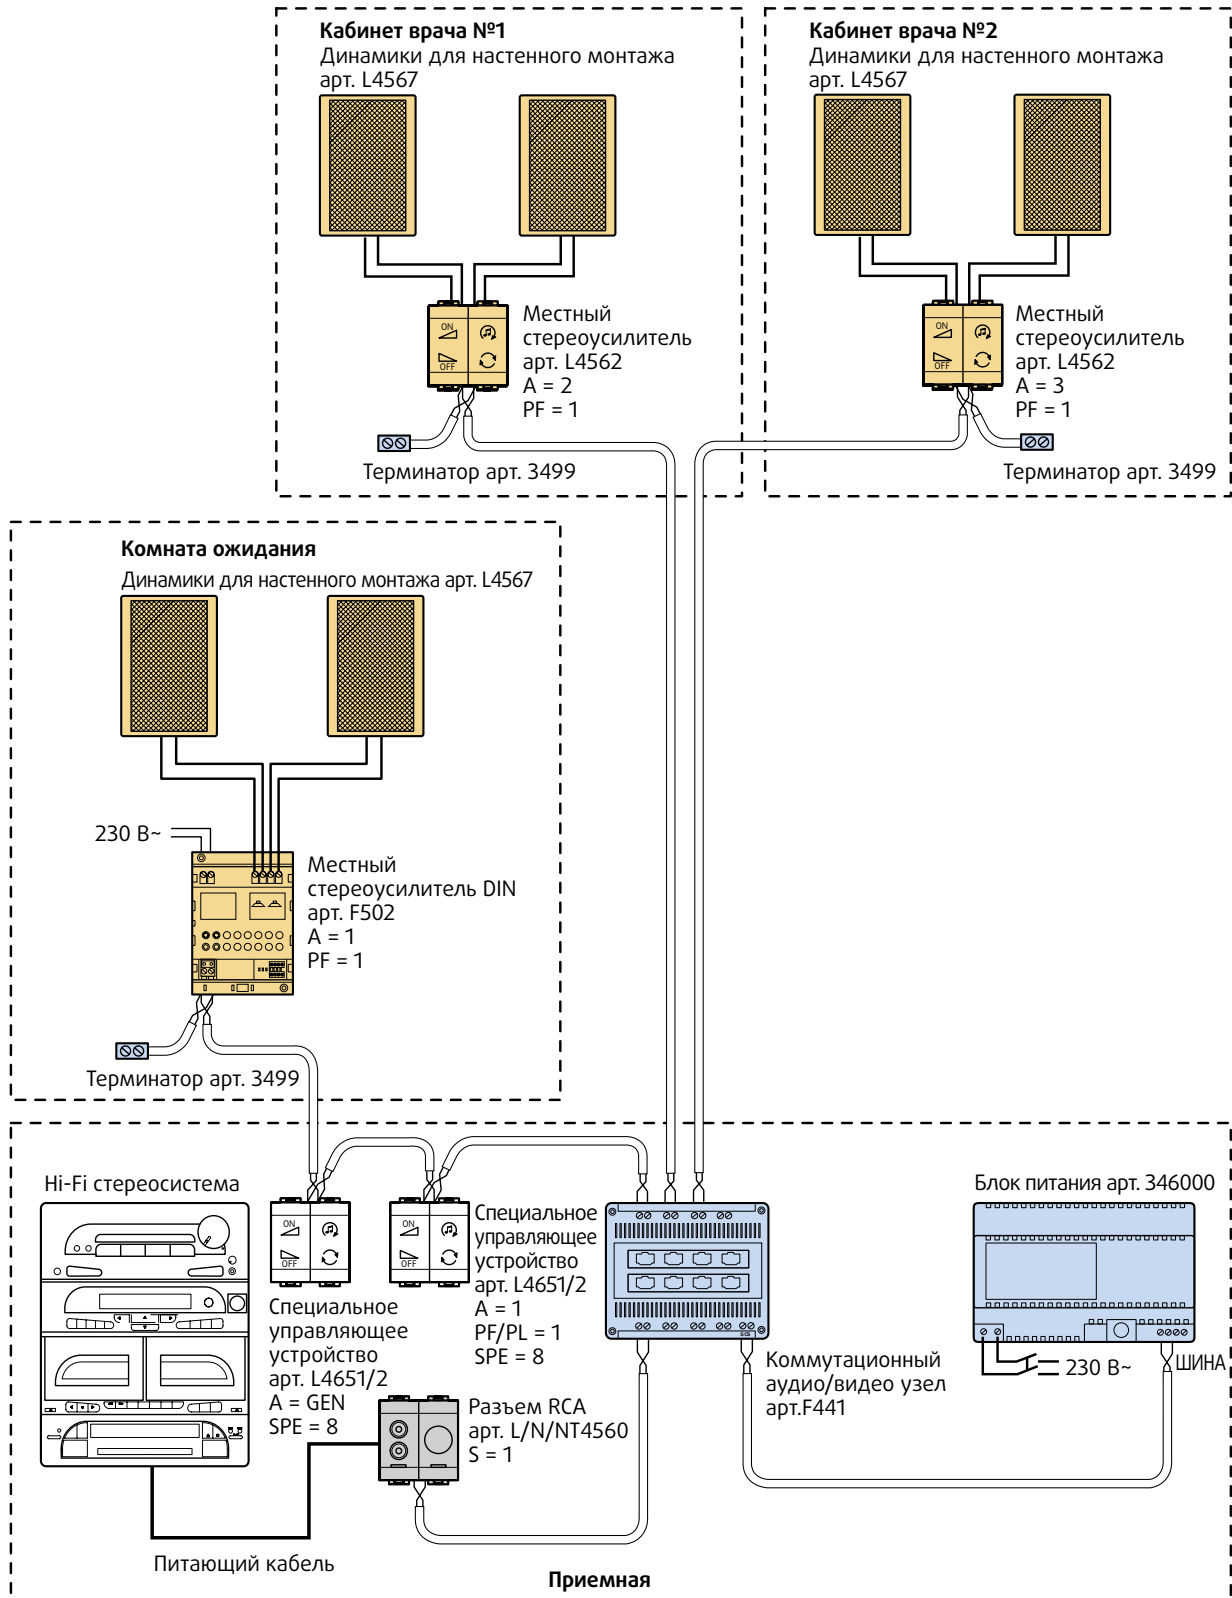 Кабинет врача №1
Динамики для настенного монтажа
арт. L4567
ON
OFF
Местный
стереоусилитель
арт. L4562
A = 2
PF = 1
Терминатор арт. 3499
Кабинет врача №2
Динамики для настенного монтажа
арт. L4567
ON
OFF
Местный
стереоусилитель
арт. L4562
A = 3
PF = 1
Терминатор арт. 3499
Комната ожидания
Динамики для настенного монтажа арт. L4567
230 В~
Местный
стереоусилитель DIN
арт. F502
A = 1
PF = 1
Терминатор арт. 3499
Hi-Fi стереосистема
ON
OFF
Специальное
управляющее
устройство
арт. L4651/2
A = GEN
SPE = 8
ON
OFF
Специальное
управляющее
устройство
арт. L4651/2
A = 1
PF/PL = 1
SPE = 8
Разъем RCA
арт. L/N/NT4560
S = 1
SCS
Коммутационный
аудио/видео узел
арт.F441
Блок питания арт. 346000
230 В~
ШИНА
Питающий кабель
Приемная